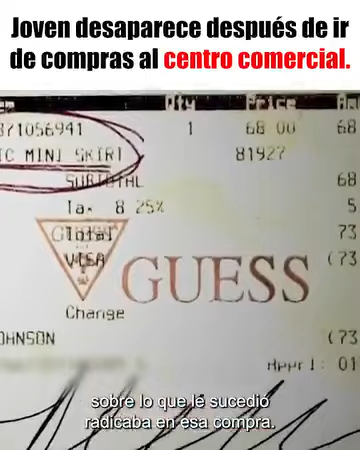 Joven desaparece después de ir
de compras al centro comercial.
Qty Price
871056941 1 68 00 68
IC MINI SKIRT 81927
SUBTOTAL 68
Tax 8 25% 5
Total 73
VISA (73
GUESS
Change
OHNSON (73
Appr1: 01
sobre lo que le sucedió
radicaba en esa compra.